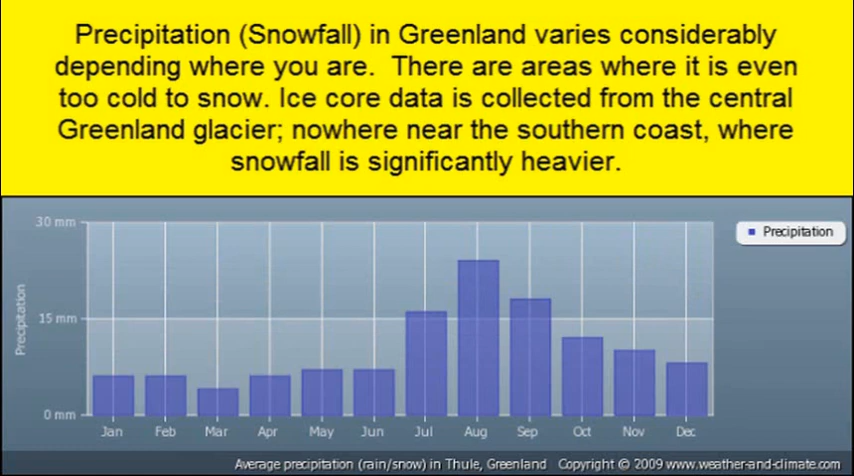 Precipitation (Snowfall) in Greenland varies considerably
depending where you are.  There are areas where it is even
too cold to snow. Ice core data is collected from the central
Greenland glacier; nowhere near the southern coast, where
snowfall is significantly heavier.
30 mm
15 mm
0 mm
Precipitation
Precipitation
Jan Feb Mar Apr May Jun Jul Aug Sep Oct Nov Dec
Average precipitation (rain/snow) in Thule, Greenland   Copyright © 2009 www.weather-and-climate.com